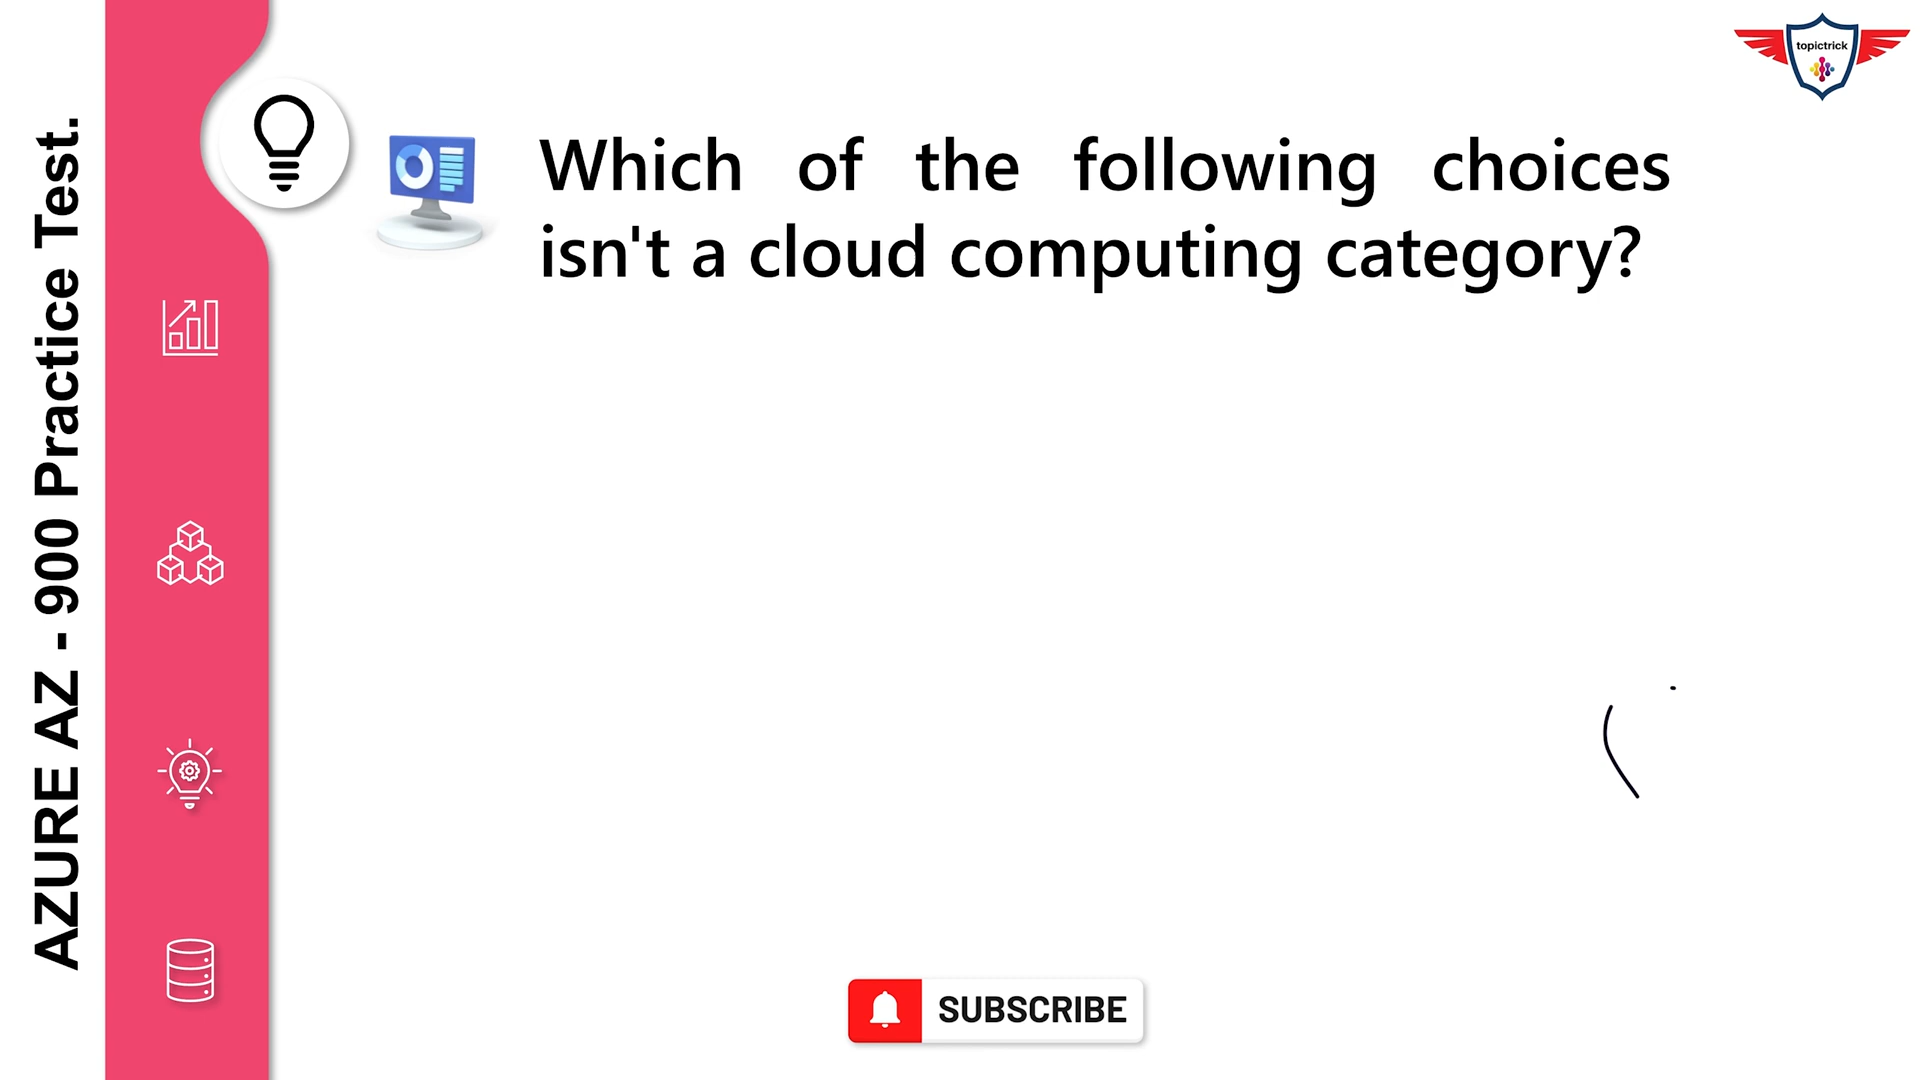 AZURE AZ - 900 Practice Test.
topictrick
Which of the following choices
isn't a cloud computing category?
SUBSCRIBE